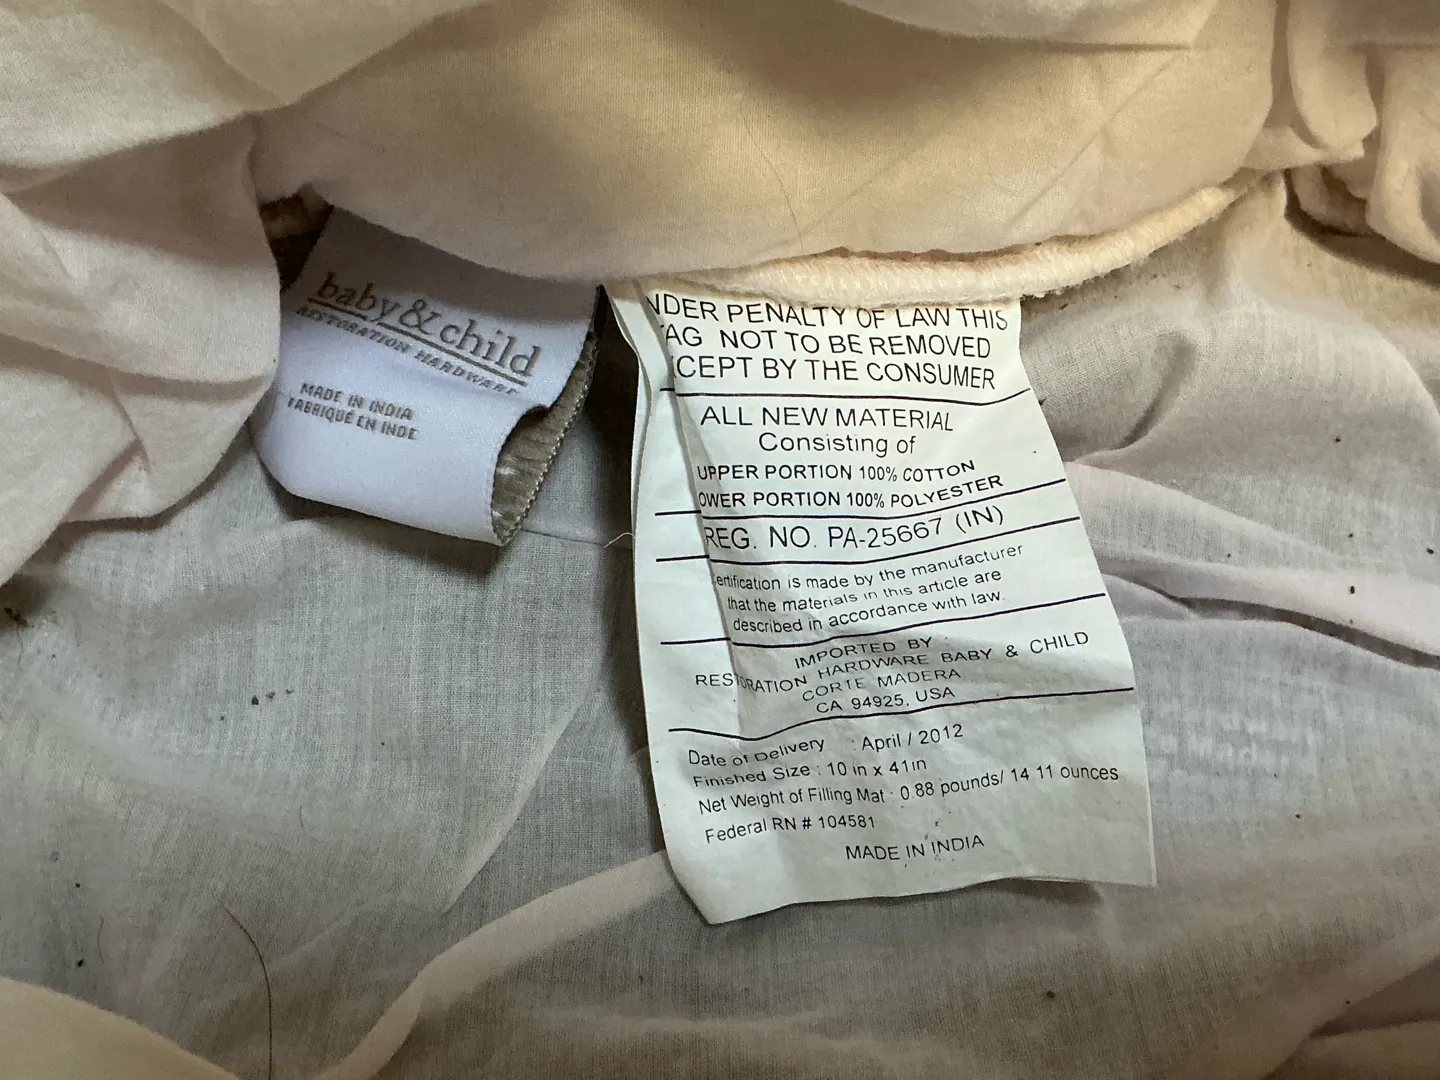 baby & child
RESTORATION HARDWARE
MADE IN INDIA
FABRIQUÉ EN INDE
NDER PENALTY OF LAW THIS
AG NOT TO BE REMOVED
CEPT BY THE CONSUMER
ALL NEW MATERIAL
Consisting of
UPPER PORTION 100% COTTON
OWER PORTION 100% POLYESTER
REG. NO. PA-25667 (IN)
ertification is made by the manufacturer
that the materials in this article are
described in accordance with law.
IMPORTED BY
RESTORATION HARDWARE BABY & CHILD
CORTE MADERA
CA 94925, USA
Date of Delivery : April / 2012
Finished Size : 10 in x 41in
Net Weight of Filling Mat : 0.88 pounds/ 14 11 ounces
Federal RN # 104581
MADE IN INDIA